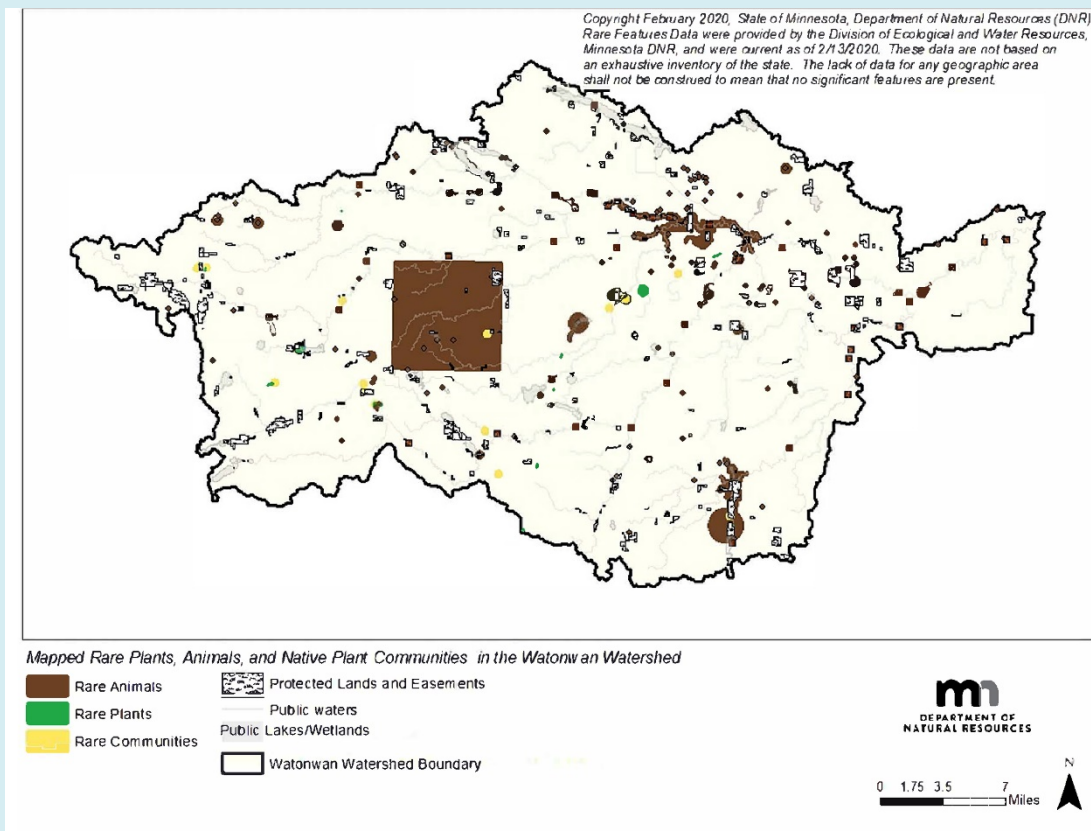 Copyright February 2020, State of Minnesota, Department of Natural Resources (DNR)
Rare Features Data were provided by the Division of Ecological and Water Resources,
Minnesota DNR, and were current as of 2/13/2020. These data are not based on
an exhaustive inventory of the state. The lack of data for any geographic area
shall not be construed to mean that no significant features are present.
Mapped Rare Plants, Animals, and Native Plant Communities in the Watonwan Watershed
Rare Animals
Rare Plants
Rare Communities
Protected Lands and Easements
Public waters
Public Lakes/Wetlands
Watonwan Watershed Boundary
mn
DEPARTMENT OF
NATURAL RESOURCES
N
0 1.75 3.5 7
Miles